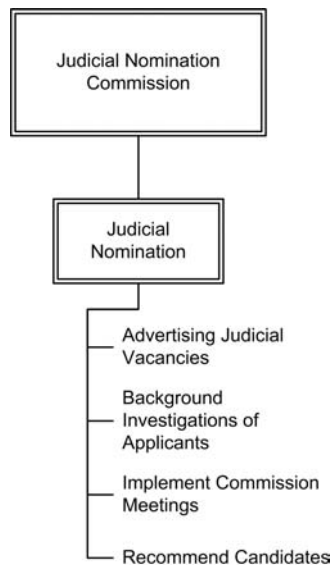 Judicial Nomination
Commission
Judicial
Nomination
Advertising Judicial
Vacancies
Background
Investigations of
Applicants
Implement Commission
Meetings
Recommend Candidates